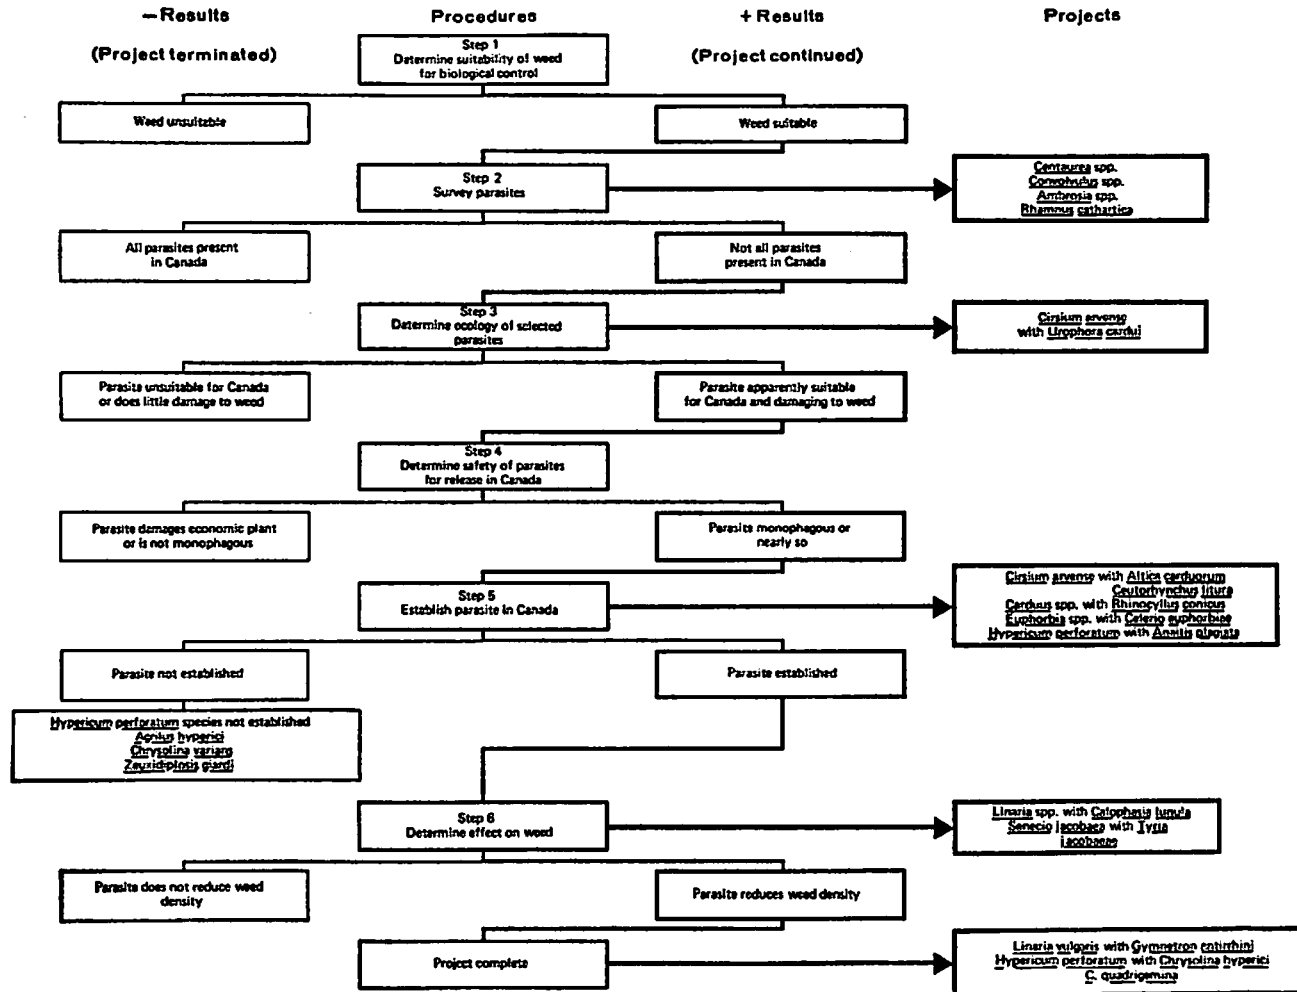 — Results
Procedures
+ Results
Projects
(Project terminated)
(Project continued)
Step 1
Determine suitability of weed
for biological control
Weed unsuitable
Weed suitable
Step 2
Survey parasites
Centaurea spp.
Convolvulus spp.
Ambrosia spp.
Rhamnus cathartica
All parasites present
in Canada
Not all parasites
present in Canada
Step 3
Determine ecology of selected
parasites
Cirsium arvense
with Urophora cardui
Parasite unsuitable for Canada
or does little damage to weed
Parasite apparently suitable
for Canada and damaging to weed
Step 4
Determine safety of parasites
for release in Canada
Parasite damages economic plant
or is not monophagous
Parasite monophagous or
nearly so
Step 5
Establish parasite in Canada
Cirsium arvense with Altica carduorum
Ceutorhynchus litura
Carduus spp. with Rhinocyllus conicus
Euphorbia spp. with Celerio euphorbiae
Hypericum perforatum with Anaitis plagiata
Parasite not established
Parasite established
Hypericum perforatum species not established
Agrilus hyperici
Chrysolina varians
Zeuxidiplosis giardi
Step 6
Determine effect on weed
Linaria spp. with Calophasia lunula
Senecio jacobaea with Tyria
jacobaeae
Parasite does not reduce weed
density
Parasite reduces weed density
Project complete
Linaria vulgaris with Gymnetron antirrhini
Hypericum perforatum with Chrysolina hyperici
C. quadrigemina